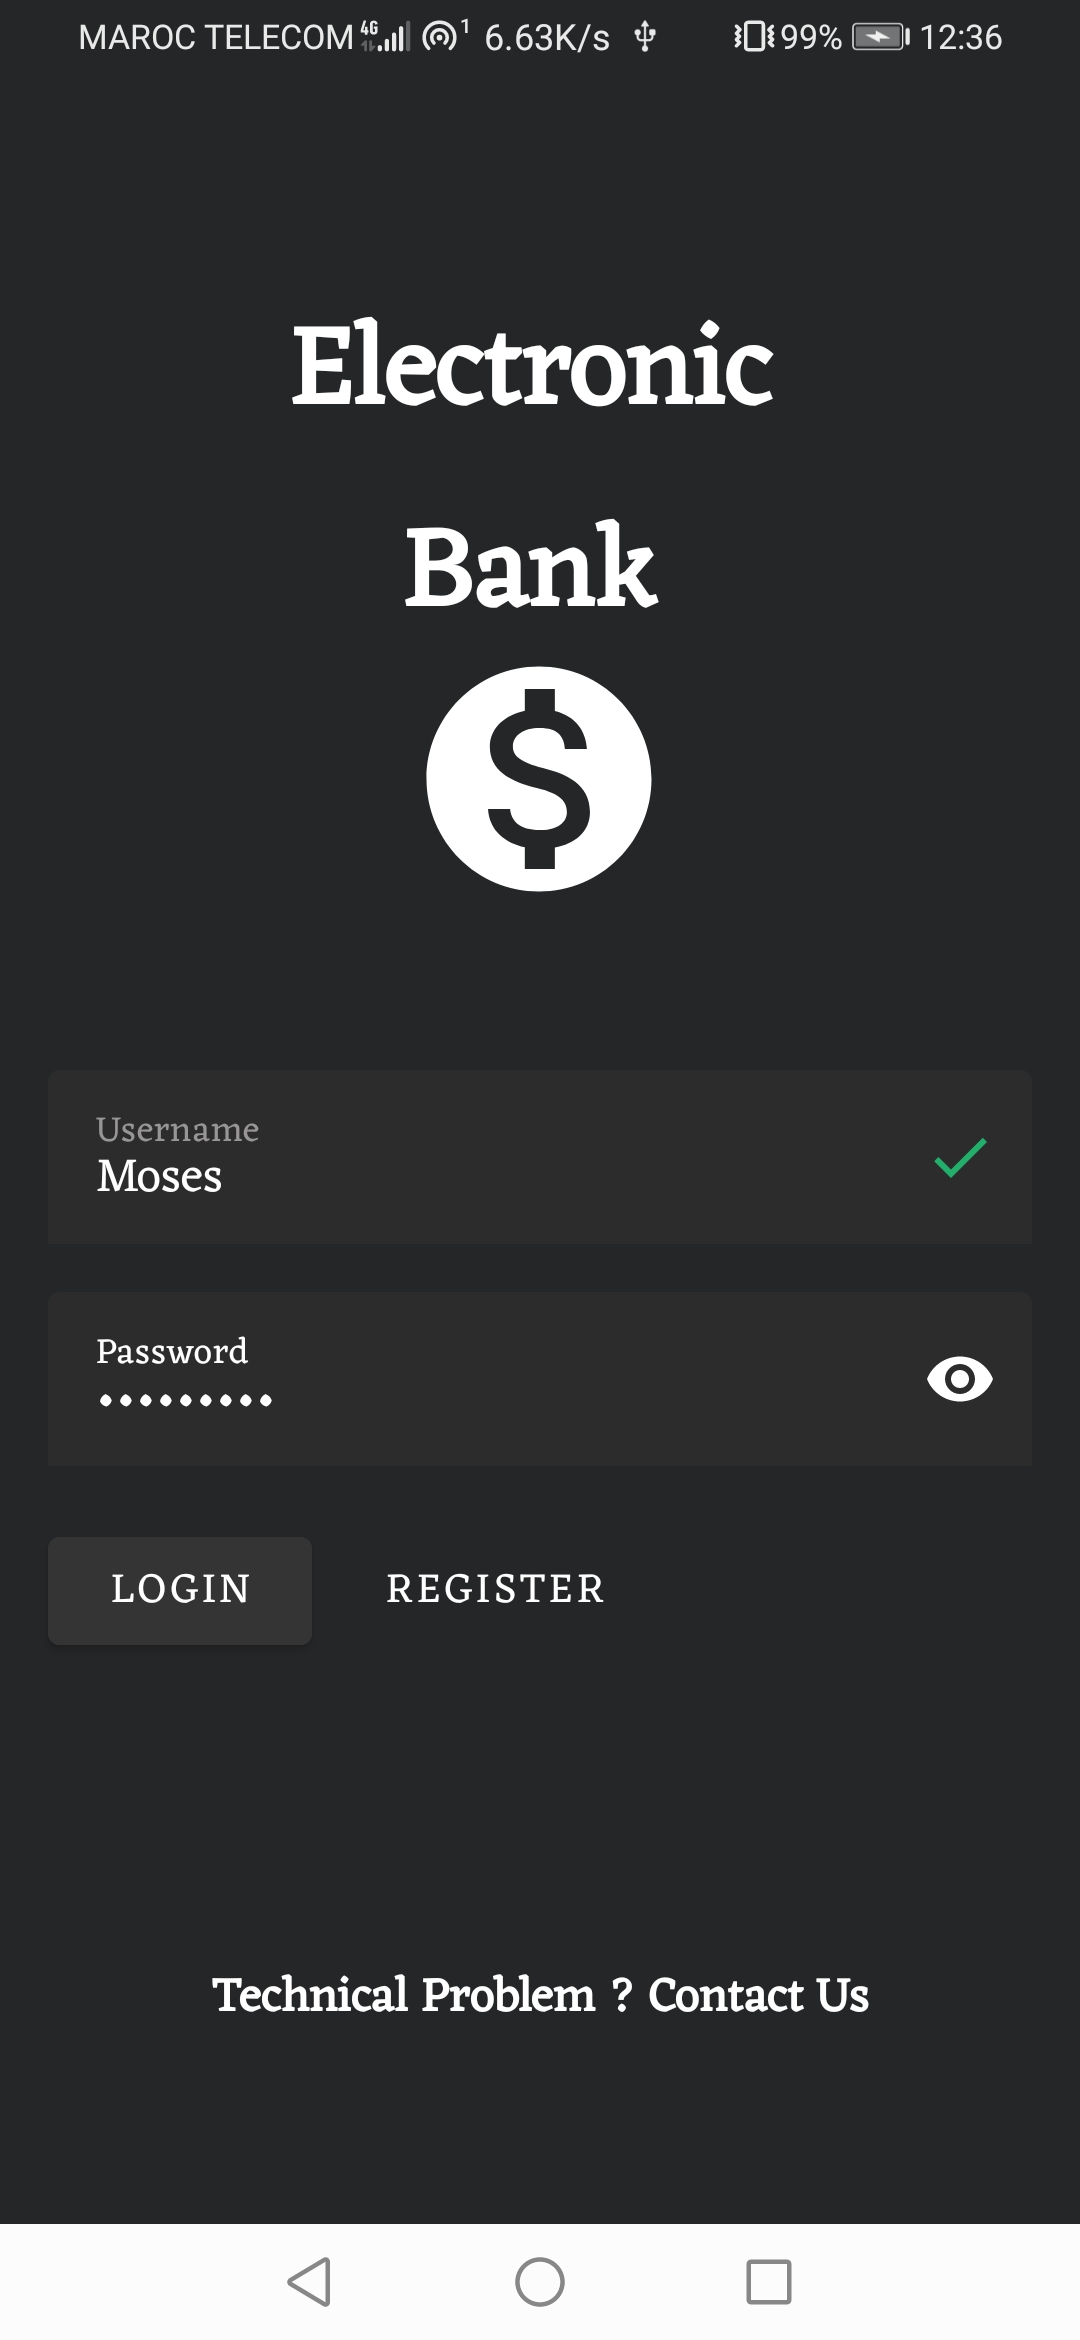 MAROC TELECOM 4G 1 6.63K/s 99% 12:36
Electronic
Bank
$
Username
Moses
Password
•••••••••
LOGIN REGISTER
Technical Problem ? Contact Us